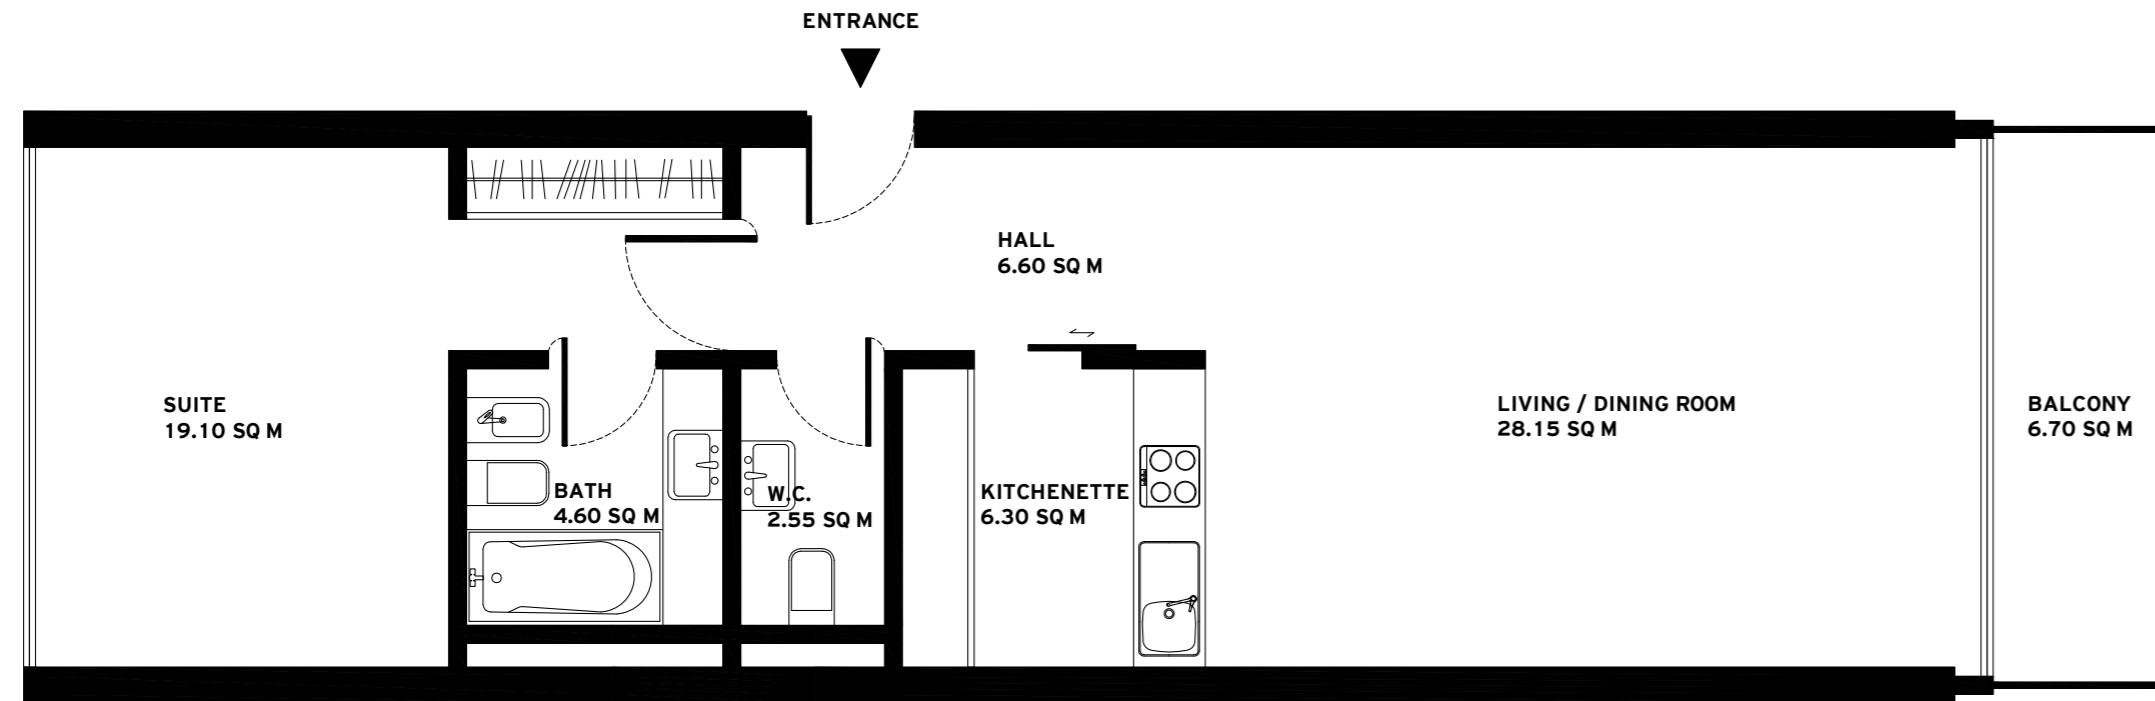 ENTRANCE
HALL
6.60 SQ M
SUITE
19.10 SQ M
BATH
4.60 SQ M
W.C.
2.55 SQ M
KITCHENETTE
6.30 SQ M
LIVING / DINING ROOM
28.15 SQ M
BALCONY
6.70 SQ M